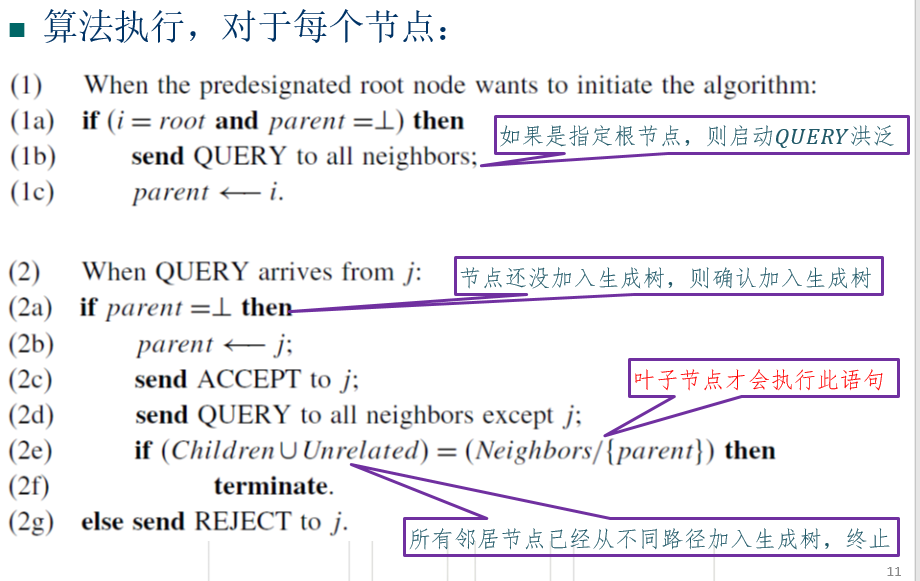 算法执行，对于每个节点：
(1) When the predesignated root node wants to initiate the algorithm:
(1a) if (i = root and parent =⊥) then
如果是指定根节点，则启动QUERY洪泛
(1b) send QUERY to all neighbors;
(1c) parent ⟵ i.
(2) When QUERY arrives from j:
节点还没加入生成树，则确认加入生成树
(2a) if parent =⊥ then
(2b) parent ⟵ j;
(2c) send ACCEPT to j;
叶子节点才会执行此语句
(2d) send QUERY to all neighbors except j;
(2e) if (Children ∪ Unrelated) = (Neighbors/{parent}) then
(2f) terminate.
(2g) else send REJECT to j.
所有邻居节点已经从不同路径加入生成树，终止
11